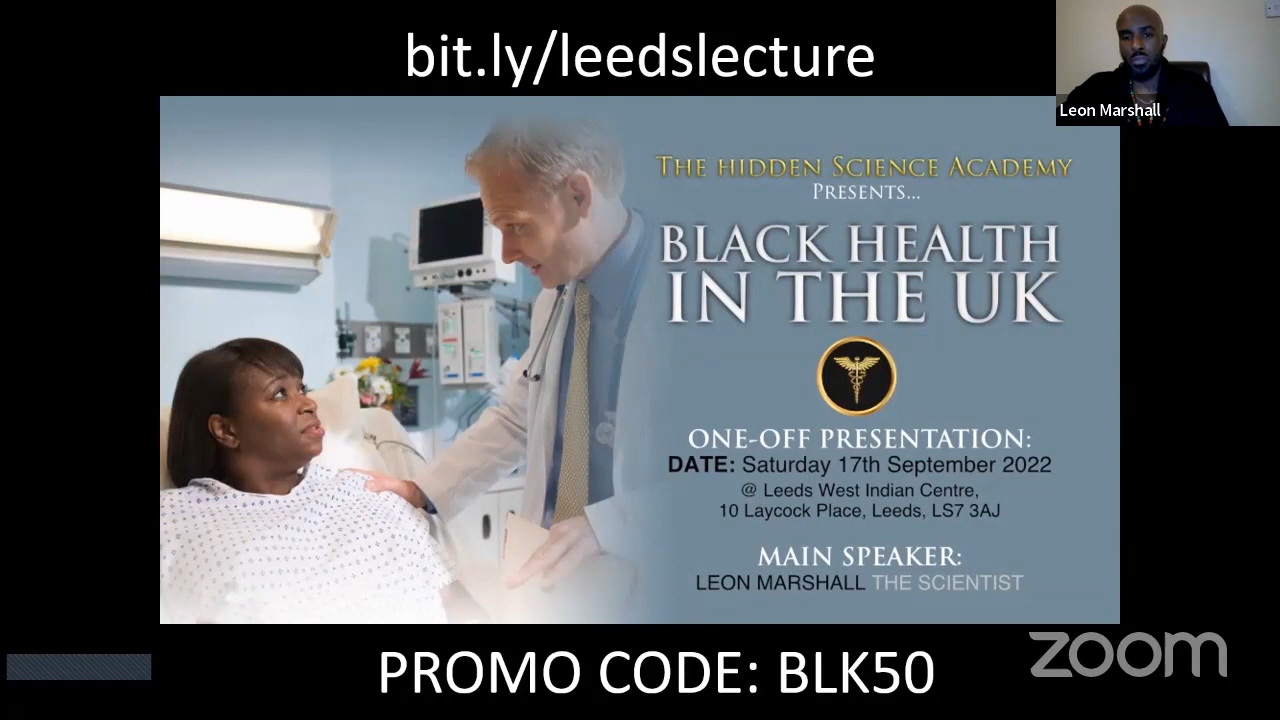 bit.ly/leedslecture
Leon Marshall
THE HIDDEN SCIENCE ACADEMY
PRESENTS...
BLACK HEALTH
IN THE UK
ONE-OFF PRESENTATION:
DATE: Saturday 17th September 2022
@ Leeds West Indian Centre,
10 Laycock Place, Leeds, LS7 3AJ
MAIN SPEAKER:
LEON MARSHALL THE SCIENTIST
zoom
PROMO CODE: BLK50